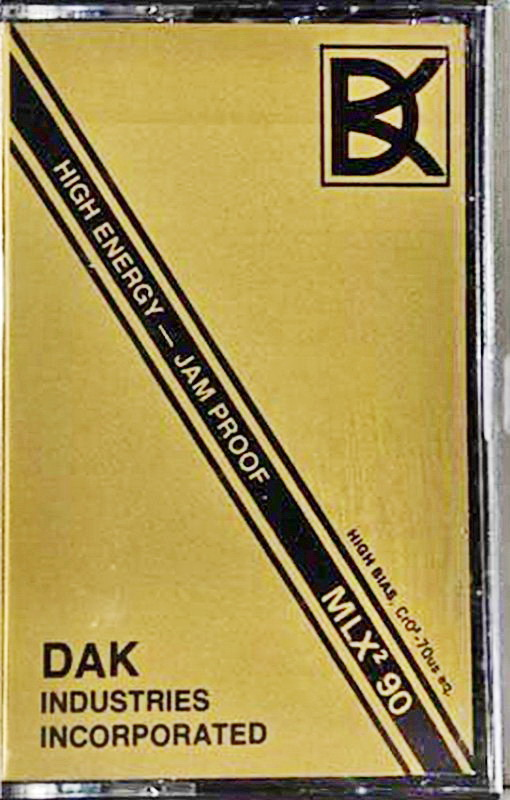 DK
HIGH ENERGY — JAM PROOF
HIGH BIAS, CrO²-70us eq.
MLX² 90
DAK
INDUSTRIES
INCORPORATED